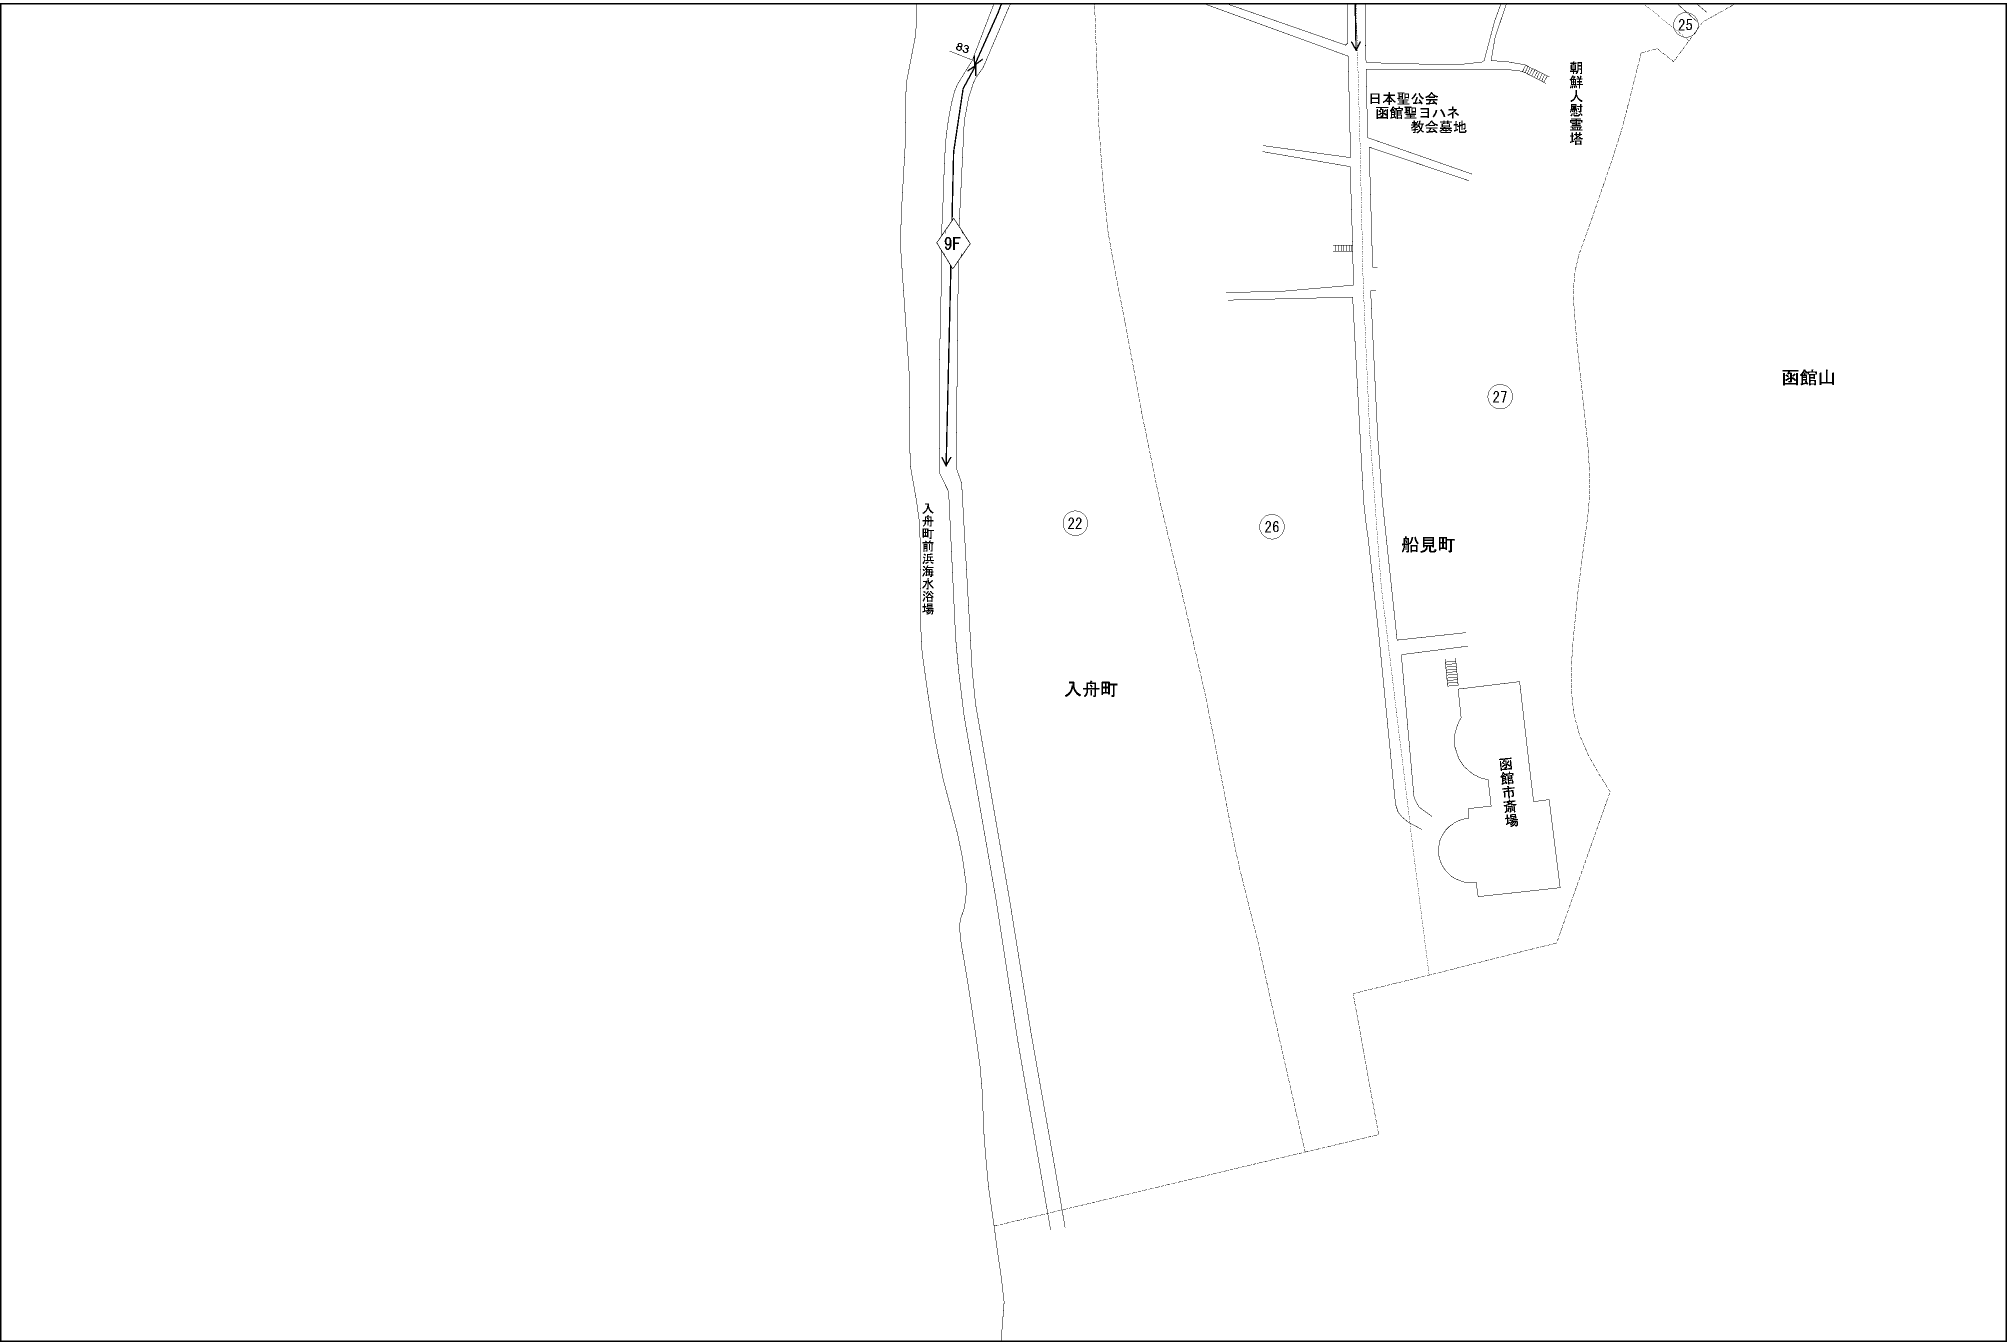 25
83
朝鮮人慰霊塔
日本聖公会
函館聖ヨハネ
教会墓地
9F
函館山
27
入舟町前浜海水浴場
22
26
船見町
入舟町
函館市斎場